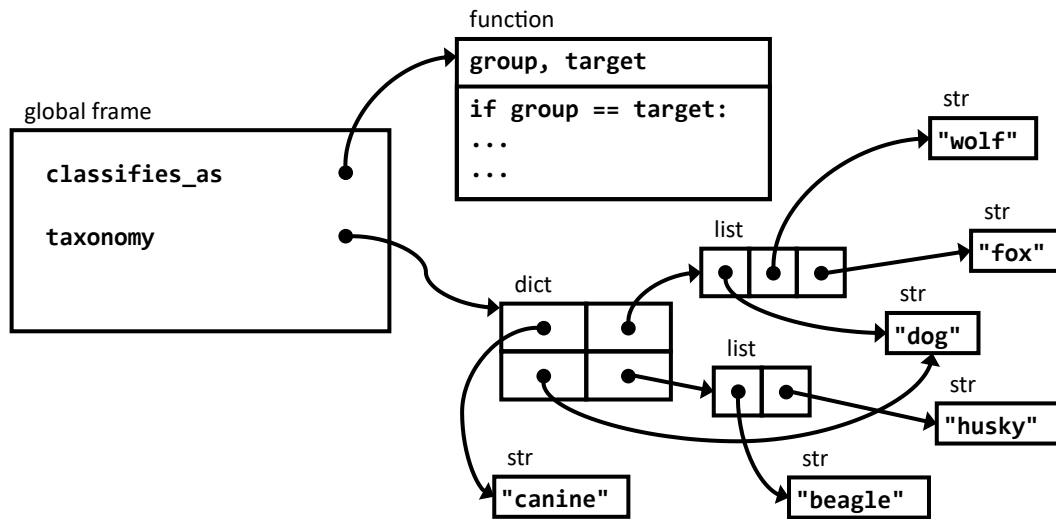 function
group, target
if group == target:
...
...
global frame
classifies_as
taxonomy
str
"wolf"
str
"fox"
list
dict
str
"dog"
list
str
"husky"
str
"canine"
str
"beagle"